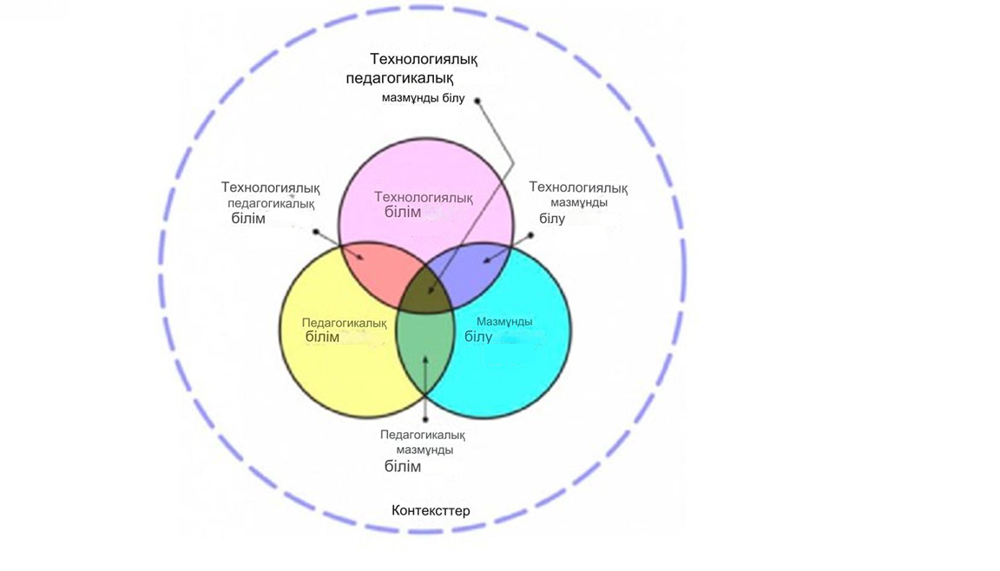 Технологиялық
педагогикалық
мазмұнды білу
Технологиялық
педагогикалық
білім
Технологиялық
білім
Технологиялық
мазмұнды
білу
Педагогикалық
білім
Мазмұнды
білу
Педагогикалық
мазмұнды
білім
Контексттер